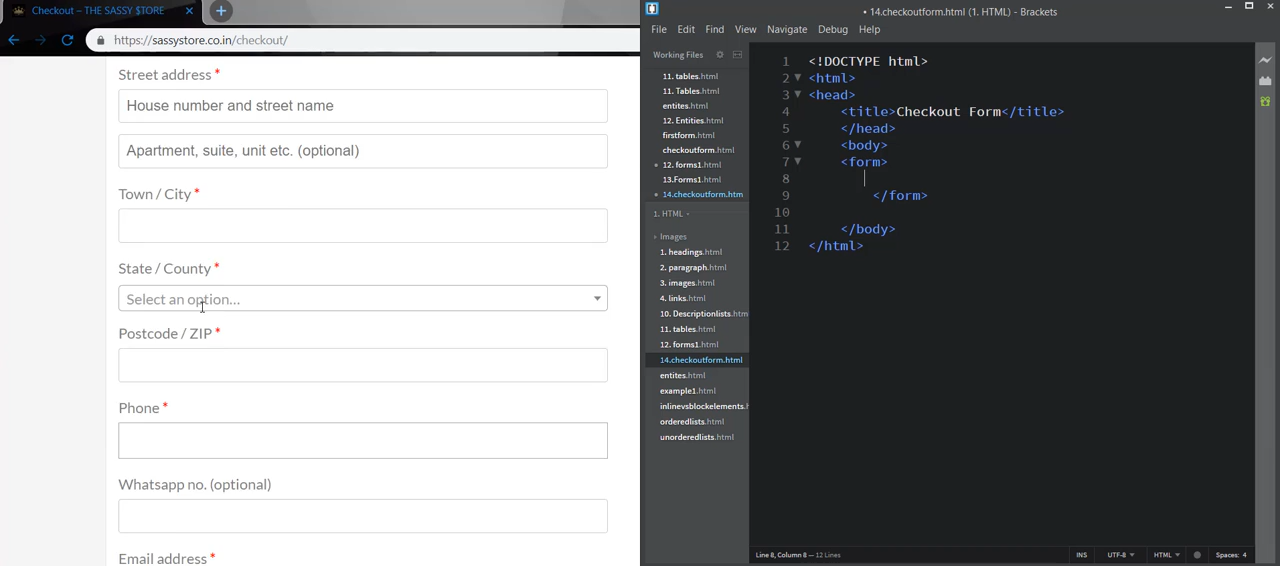 Checkout – THE SASSY $TORE
https://sassystore.co.in/checkout/
Street address *
House number and street name
Apartment, suite, unit etc. (optional)
Town / City *
State / County *
Select an option...
Postcode / ZIP *
Phone *
Whatsapp no. (optional)
Email address *
• 14.checkoutform.html (1. HTML) - Brackets
File Edit Find View Navigate Debug Help
Working Files
11. tables.html
11. Tables.html
entites.html
12. Entities.html
firstform.html
checkoutform.html
• 12. forms1.html
13.Forms1.html
• 14.checkoutform.htm
1. HTML
Images
1. headings.html
2. paragraph.html
3. images.html
4. links.html
10. Descriptionlists.htm
11. tables.html
12. forms1.html
14.checkoutform.html
entites.html
example1.html
inlinevsblockelements.h
orderedlists.html
unorderedlists.html
1 <!DOCTYPE html>
2 <html>
3 <head>
4 <title>Checkout Form</title>
5 </head>
6 <body>
7 <form>
8
9 </form>
10
11 </body>
12 </html>
Line 8, Column 8 — 12 Lines
INS UTF-8 HTML Spaces: 4